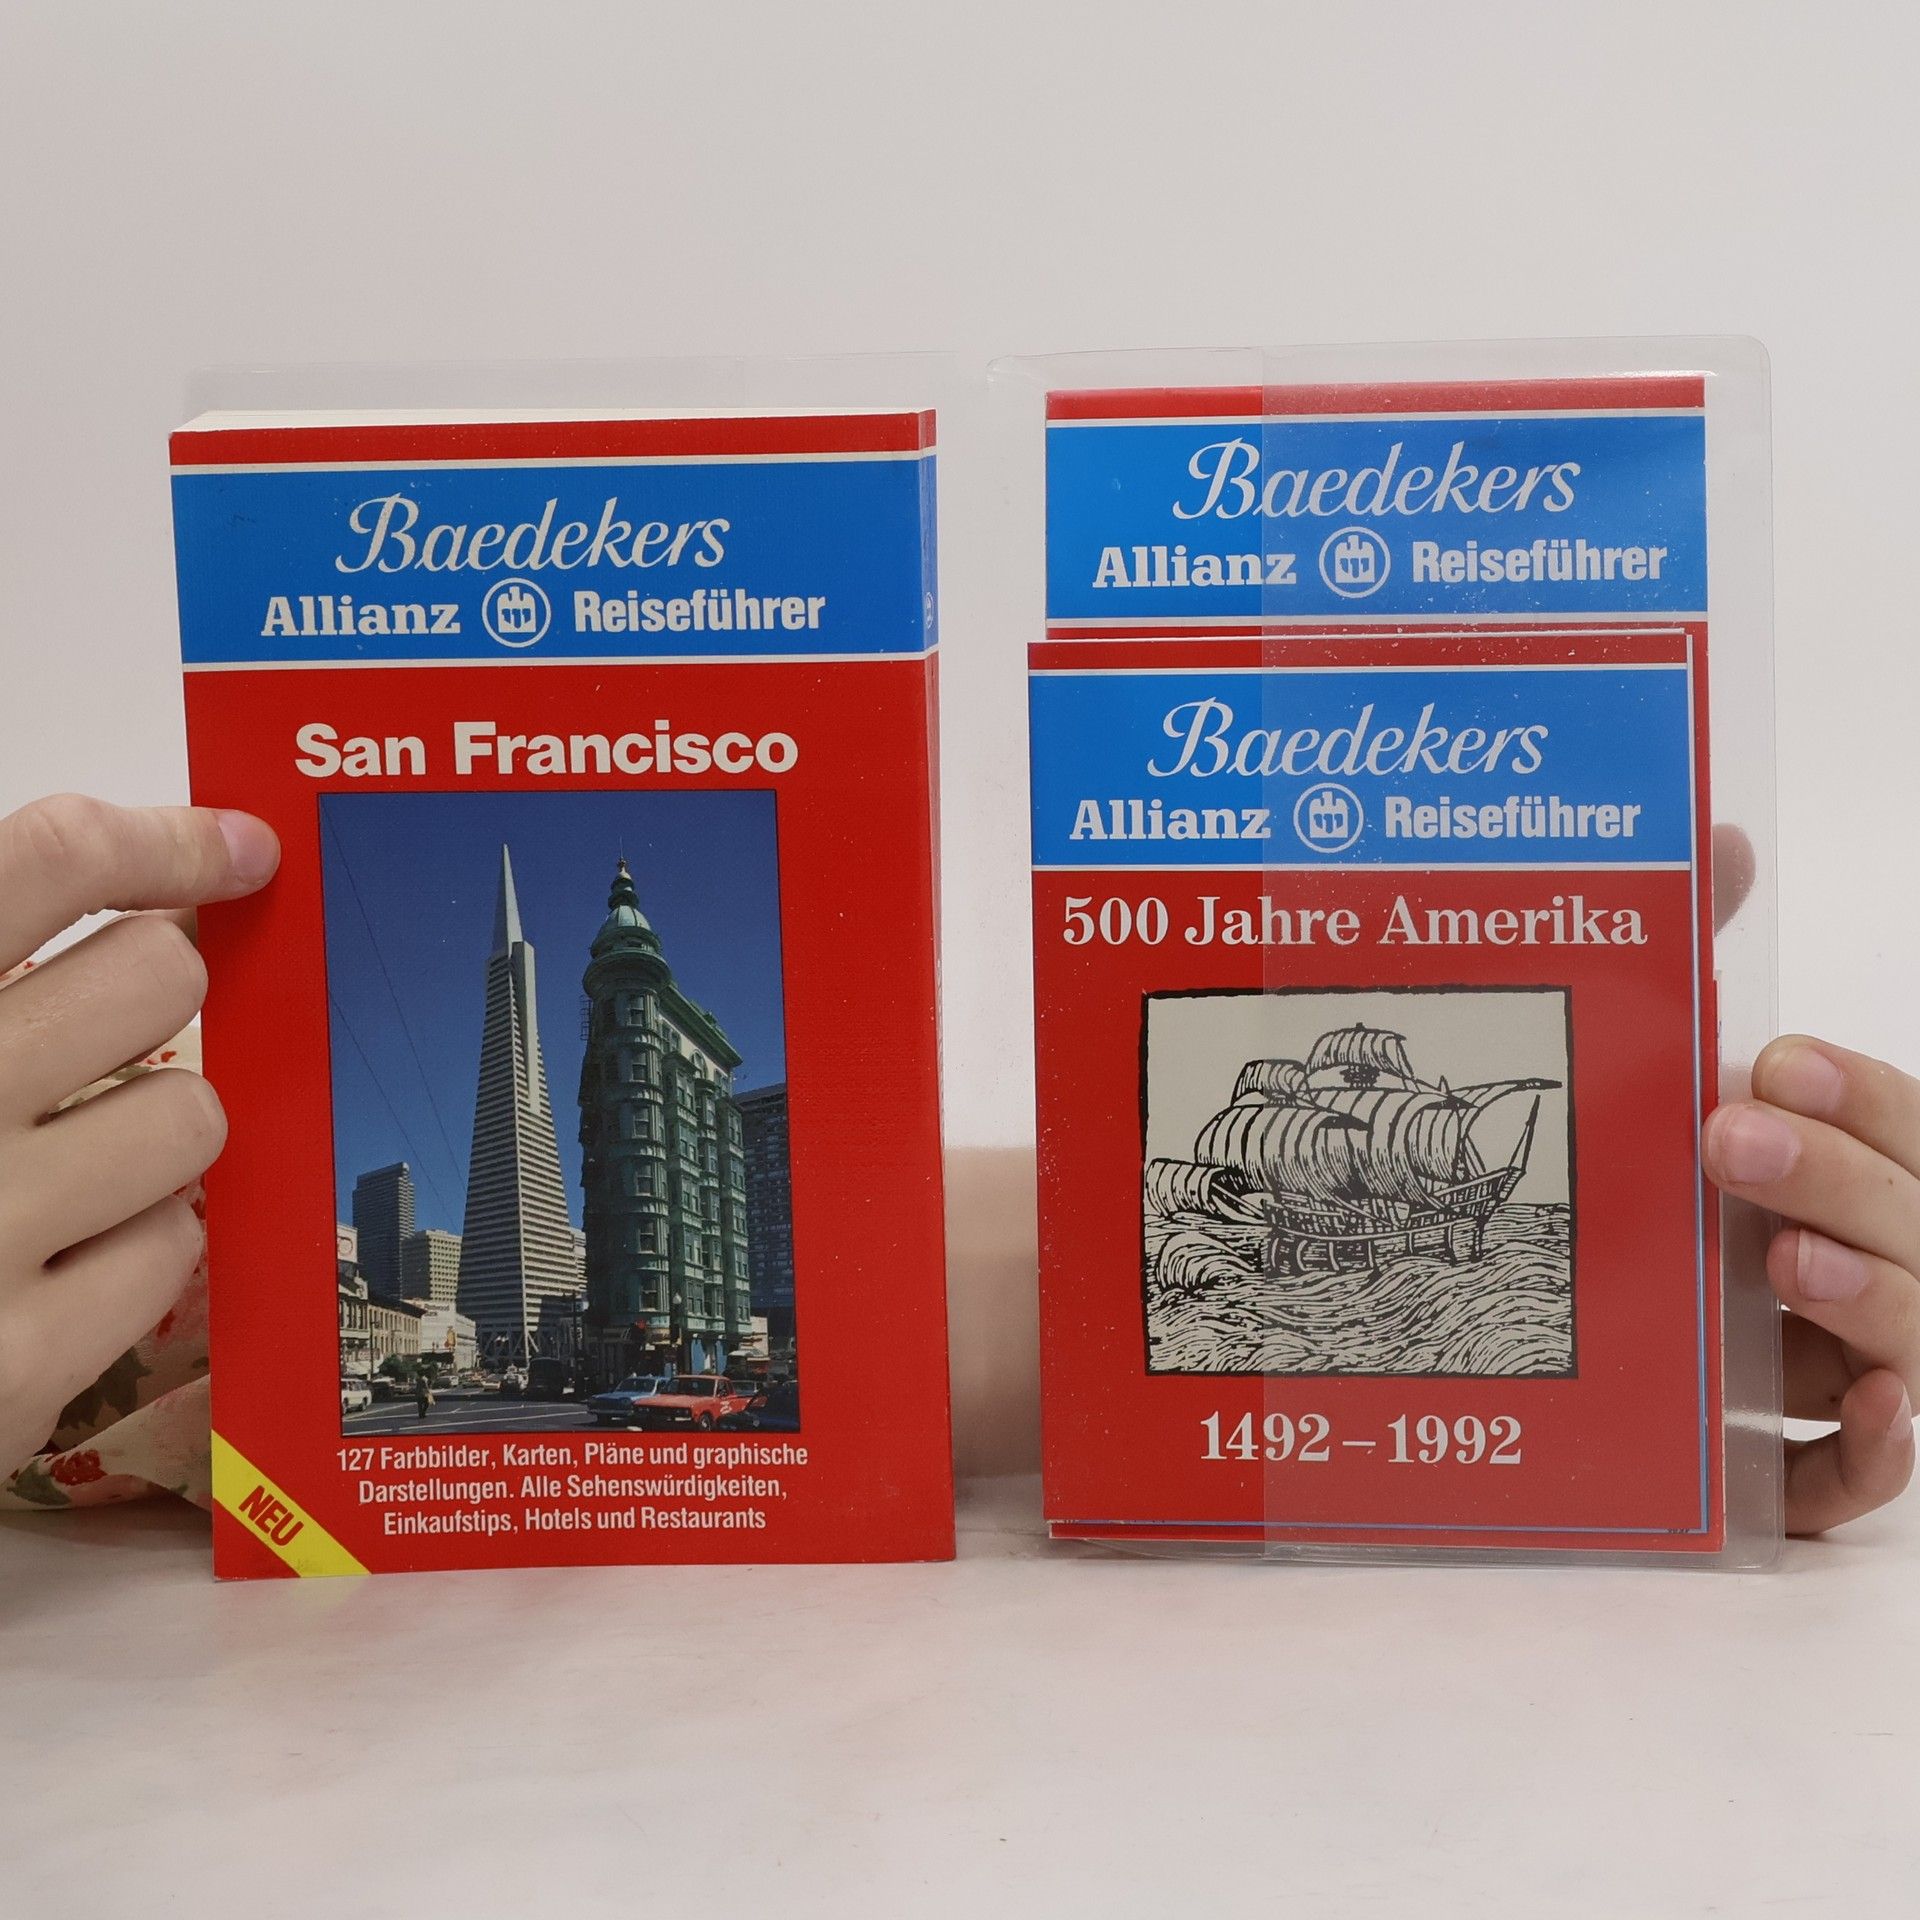 Baedekers
Allianz Reiseführer
San Francisco
127 Farbbilder, Karten, Pläne und graphische
Darstellungen. Alle Sehenswürdigkeiten,
Einkaufstips, Hotels und Restaurants
NEU
Baedekers
Allianz Reiseführer
Baedekers
Allianz Reiseführer
500 Jahre Amerika
1492 – 1992